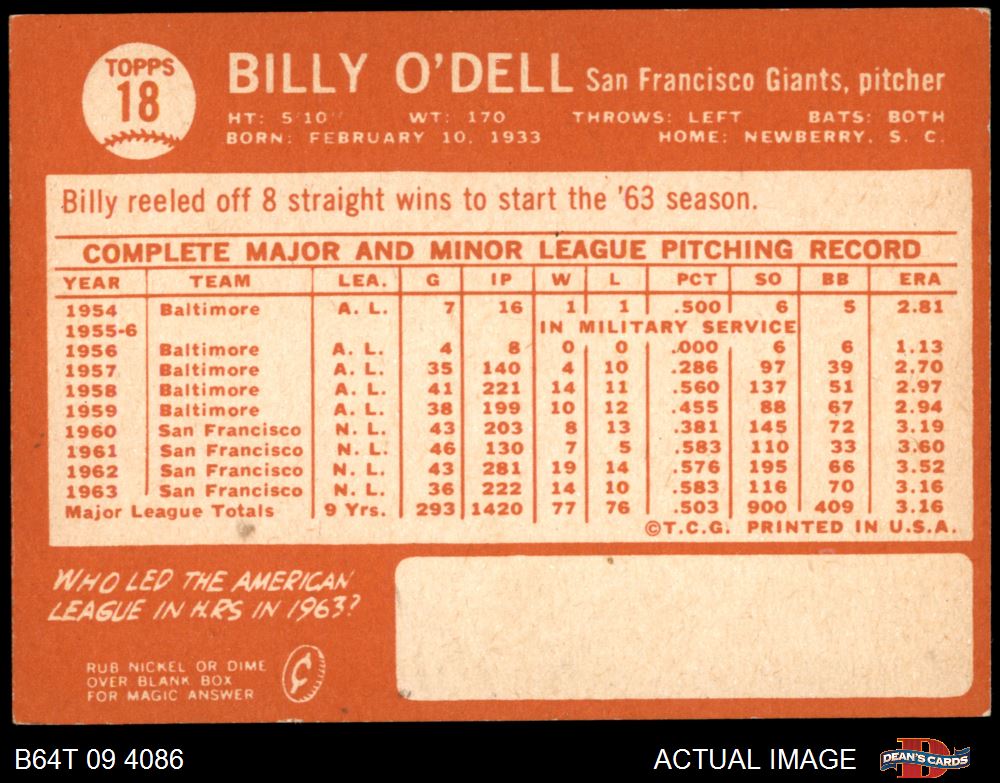 TOPPS
18
BILLY O'DELL San Francisco Giants, pitcher
HT: 5'10" WT: 170 THROWS: LEFT BATS: BOTH
BORN: FEBRUARY 10, 1933 HOME: NEWBERRY, S. C.
Billy reeled off 8 straight wins to start the '63 season.
COMPLETE MAJOR AND MINOR LEAGUE PITCHING RECORD
YEAR TEAM LEA. G IP W L PCT SO BB ERA
1954 Baltimore A. L. 7 16 1 1 .500 6 5 2.81
1955-6 IN MILITARY SERVICE
1956 Baltimore A. L. 4 8 0 0 .000 6 6 1.13
1957 Baltimore A. L. 35 140 4 10 .286 97 39 2.70
1958 Baltimore A. L. 41 221 14 11 .560 137 51 2.97
1959 Baltimore A. L. 38 199 10 12 .455 88 67 2.94
1960 San Francisco N. L. 43 203 8 13 .381 145 72 3.19
1961 San Francisco N. L. 46 130 7 5 .583 110 33 3.60
1962 San Francisco N. L. 43 281 19 14 .576 195 66 3.52
1963 San Francisco N. L. 36 222 14 10 .583 116 70 3.16
Major League Totals 9 Yrs. 293 1420 77 76 .503 900 409 3.16
©T.C.G. PRINTED IN U.S.A.
WHO LED THE AMERICAN
LEAGUE IN H.RS IN 1963?
RUB NICKEL OR DIME
OVER BLANK BOX
FOR MAGIC ANSWER
¢
B64T 09 4086 ACTUAL IMAGE DEAN'S CARDS